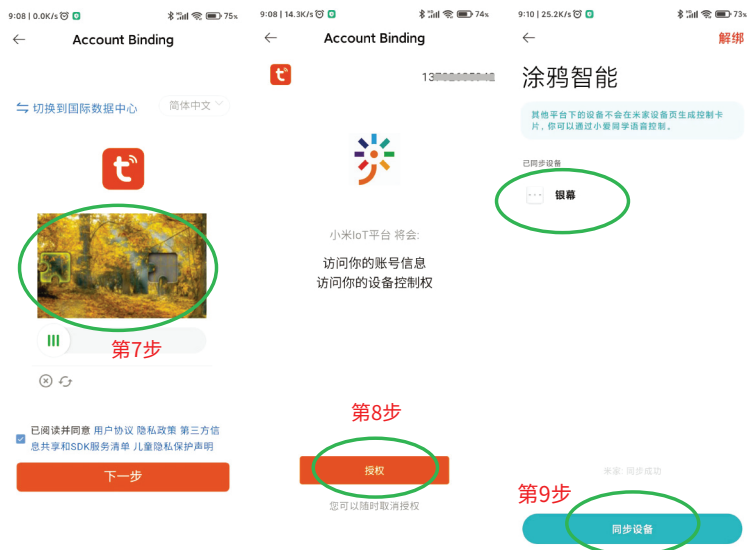 9:08 | 0.0K/s
75%
Account Binding
切换到国际数据中心
简体中文
第7步
已阅读并同意 用户协议 隐私政策 第三方信
息共享和SDK服务清单 儿童隐私保护声明
下一步
9:08 | 14.3K/s
74%
Account Binding
小米IoT平台 将会:
访问你的账号信息
访问你的设备控制权
第8步
授权
您可以随时取消授权
9:10 | 25.2K/s
73%
解绑
涂鸦智能
其他平台下的设备不会在米家设备页生成控制卡
片,你可以通过小爱同学语音控制。
已同步设备
银幕
米家: 同步成功
第9步
同步设备